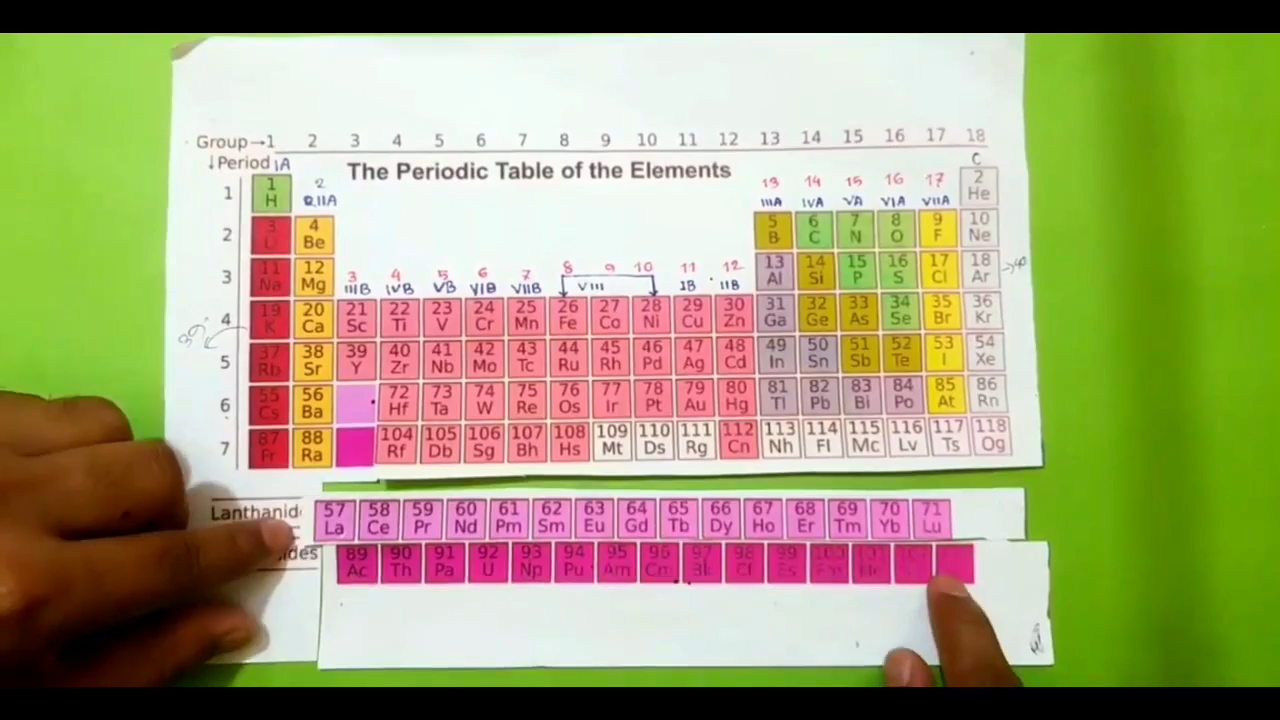 Group→1 2 3 4 5 6 7 8 9 10 11 12 13 14 15 16 17 18
↓Period IA C
The Periodic Table of the Elements
1 1 2 13 14 15 16 17 2
H IIA IIIA IVA VA VIA VIIA He
2 3 4 5 6 7 8 9 10
Be B C N O F Ne
3 11 12 3 4 5 6 7 8 9 10 11 12 13 14 15 16 17 18
Na Mg IIIB IVB VB VIB VIIB VIII IB IIB Al Si P S Cl Ar
4 19 20 21 22 23 24 25 26 27 28 29 30 31 32 33 34 35 36
K Ca Sc Ti V Cr Mn Fe Co Ni Cu Zn Ga Ge As Se Br Kr
5 37 38 39 40 41 42 43 44 45 46 47 48 49 50 51 52 53 54
Rb Sr Y Zr Nb Mo Tc Ru Rh Pd Ag Cd In Sn Sb Te I Xe
6 55 56 72 73 74 75 76 77 78 79 80 81 82 83 84 85 86
Cs Ba Hf Ta W Re Os Ir Pt Au Hg Tl Pb Bi Po At Rn
7 87 88 104 105 106 107 108 109 110 111 112 113 114 115 116 117 118
Fr Ra Rf Db Sg Bh Hs Mt Ds Rg Cn Nh Fl Mc Lv Ts Og
Lanthanid 57 58 59 60 61 62 63 64 65 66 67 68 69 70 71
La Ce Pr Nd Pm Sm Eu Gd Tb Dy Ho Er Tm Yb Lu
ides 89 90 91 92 93 94 95 96 97 98 99 100 101
Ac Th Pa U Np Pu Am Cm Bk Cf Es Fm